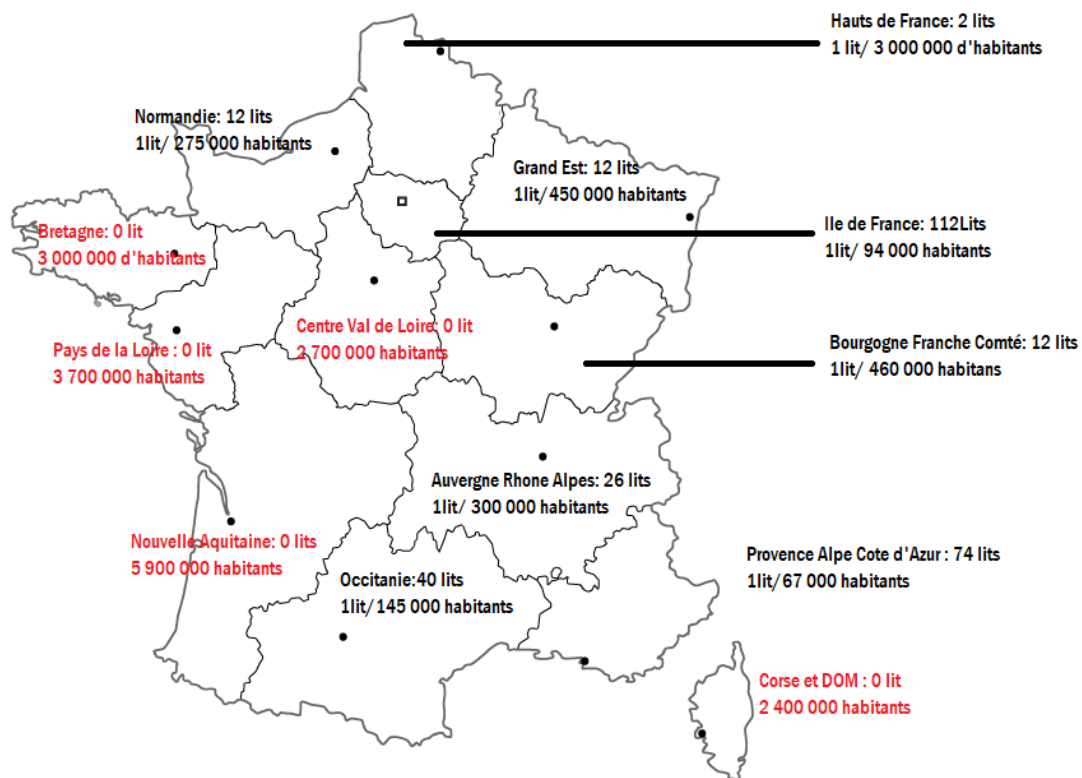 Hauts de France: 2 lits
1 lit/ 3 000 000 d'habitants
Normandie: 12 lits
1lit/ 275 000 habitants
Grand Est: 12 lits
1lit/450 000 habitants
Ile de France: 112Lits
1lit/ 94 000 habitants
Bretagne: 0 lit
3 000 000 d'habitants
Centre Val de Loire: 0 lit
2 700 000 habitants
Pays de la Loire : 0 lit
3 700 000 habitants
Bourgogne Franche Comté: 12 lits
1lit/ 460 000 habitans
Auvergne Rhone Alpes: 26 lits
1lit/ 300 000 habitants
Nouvelle Aquitaine: 0 lits
5 900 000 habitants
Occitanie:40 lits
1lit/145 000 habitants
Provence Alpe Cote d'Azur : 74 lits
1lit/67 000 habitants
Corse et DOM : 0 lit
2 400 000 habitants